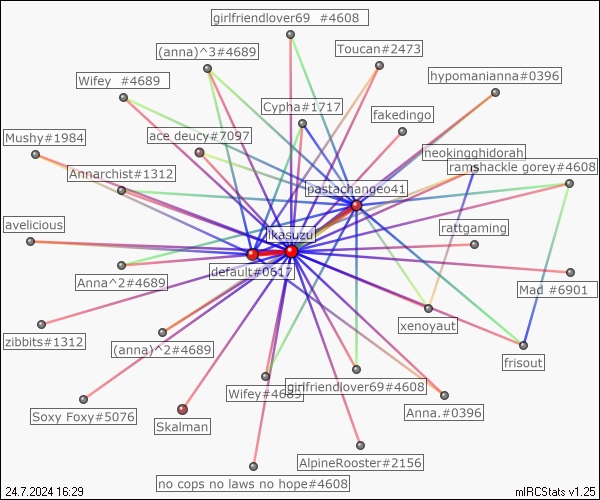 girlfriendlover69 #4608
(anna)^3#4689
Toucan#2473
Wifey #4689
hypomanianna#0396
Cypha#1717
fakedingo
Mushy#1984
ace deucy#7097
neokinghidorah
Annarchist#1312
ramshackle gorey#4608
pastachangeo41
avelicious
ikasuzu
rattgaming
default#0617
Anna^2#4689
Mad #6901
xenoyaut
zibbits#1312
(anna)^2#4689
frisout
Wifey#4689
girlfriendlover69#4608
Soxy Foxy#5076
Skalman
Anna.#0396
AlpineRooster#2156
no cops no laws no hope#4608
24.7.2024 16:29
mIRCStats v1.25